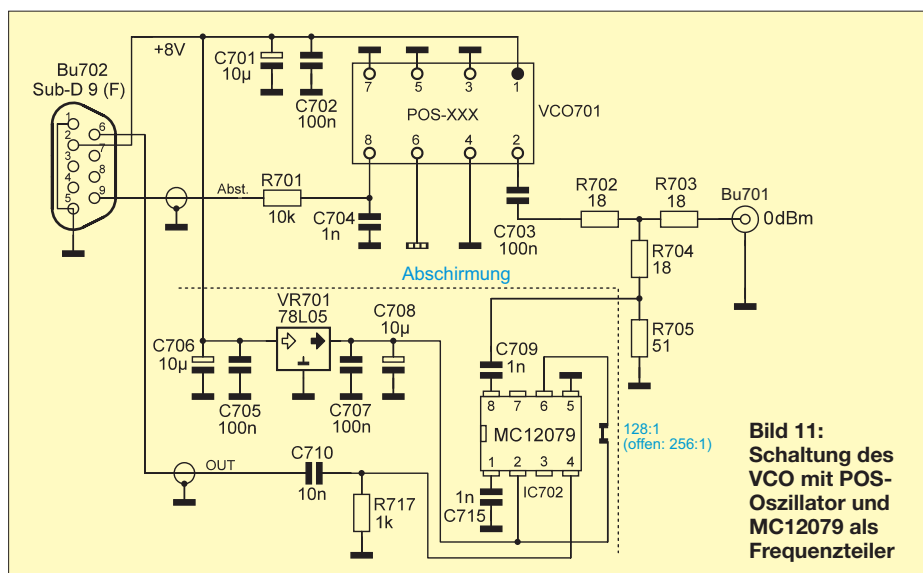 +8V
Bu702
Sub-D 9 (F)
1
2
3
4
5
6
7
8
9
C701
10µ
C702
100n
7
5
3
1
POS-XXX
VCO701
8
6
4
2
Abst.
R701
10k
C704
1n
C703
100n
R702
18
R703
18
Bu701
0dBm
R704
18
R705
51
Abschirmung
VR701
78L05
C708
10µ
C706
10µ
C705
100n
C707
100n
C709
1n
8
7
6
5
MC12079
1
2
3
4
IC702
1n
C715
128:1
(offen: 256:1)
OUT
C710
10n
R717
1k
Bild 11:
Schaltung des
VCO mit POS-
Oszillator und
MC12079 als
Frequenzteiler